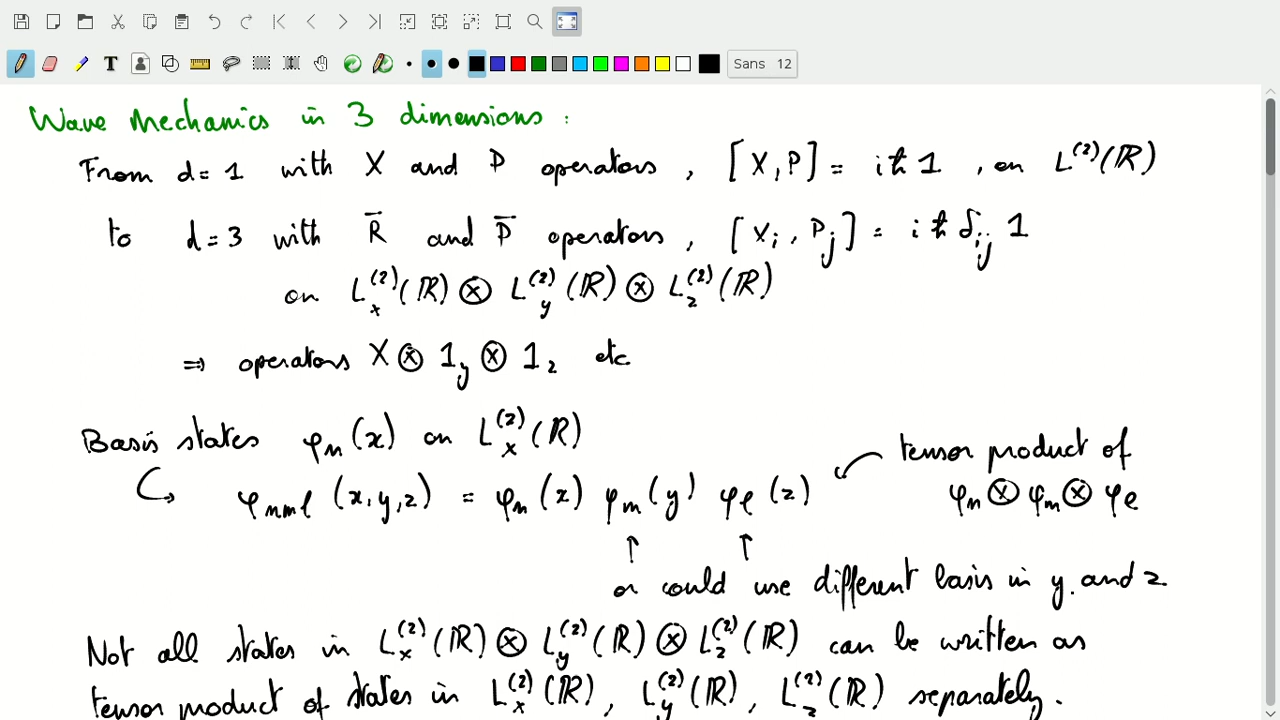 Sans 12
Wave Mechanics in 3 dimensions :
From d=1 with X and P operators , [X,P] = iħ 1 , on L⁽²⁾(ℝ)
to d=3 with R̄ and P̄ operators , [X_i , P_j] = iħ δ_ij 1
on L_x⁽²⁾(ℝ) ⊗ L_y⁽²⁾(ℝ) ⊗ L_z⁽²⁾(ℝ)
⇒ operators X ⊗ 1_y ⊗ 1_z etc
Basis states φ_n(x) on L_x⁽²⁾(ℝ)
↪ φ_nmℓ (x,y,z) = φ_n(x) φ_m(y) φ_ℓ(z)
tensor product of
φ_n ⊗ φ_m ⊗ φ_ℓ
↑ ↑
or could use different basis in y and z
Not all states in L_x⁽²⁾(ℝ) ⊗ L_y⁽²⁾(ℝ) ⊗ L_z⁽²⁾(ℝ) can be written as
tensor product of states in L_x⁽²⁾(ℝ), L_y⁽²⁾(ℝ), L_z⁽²⁾(ℝ) separately.